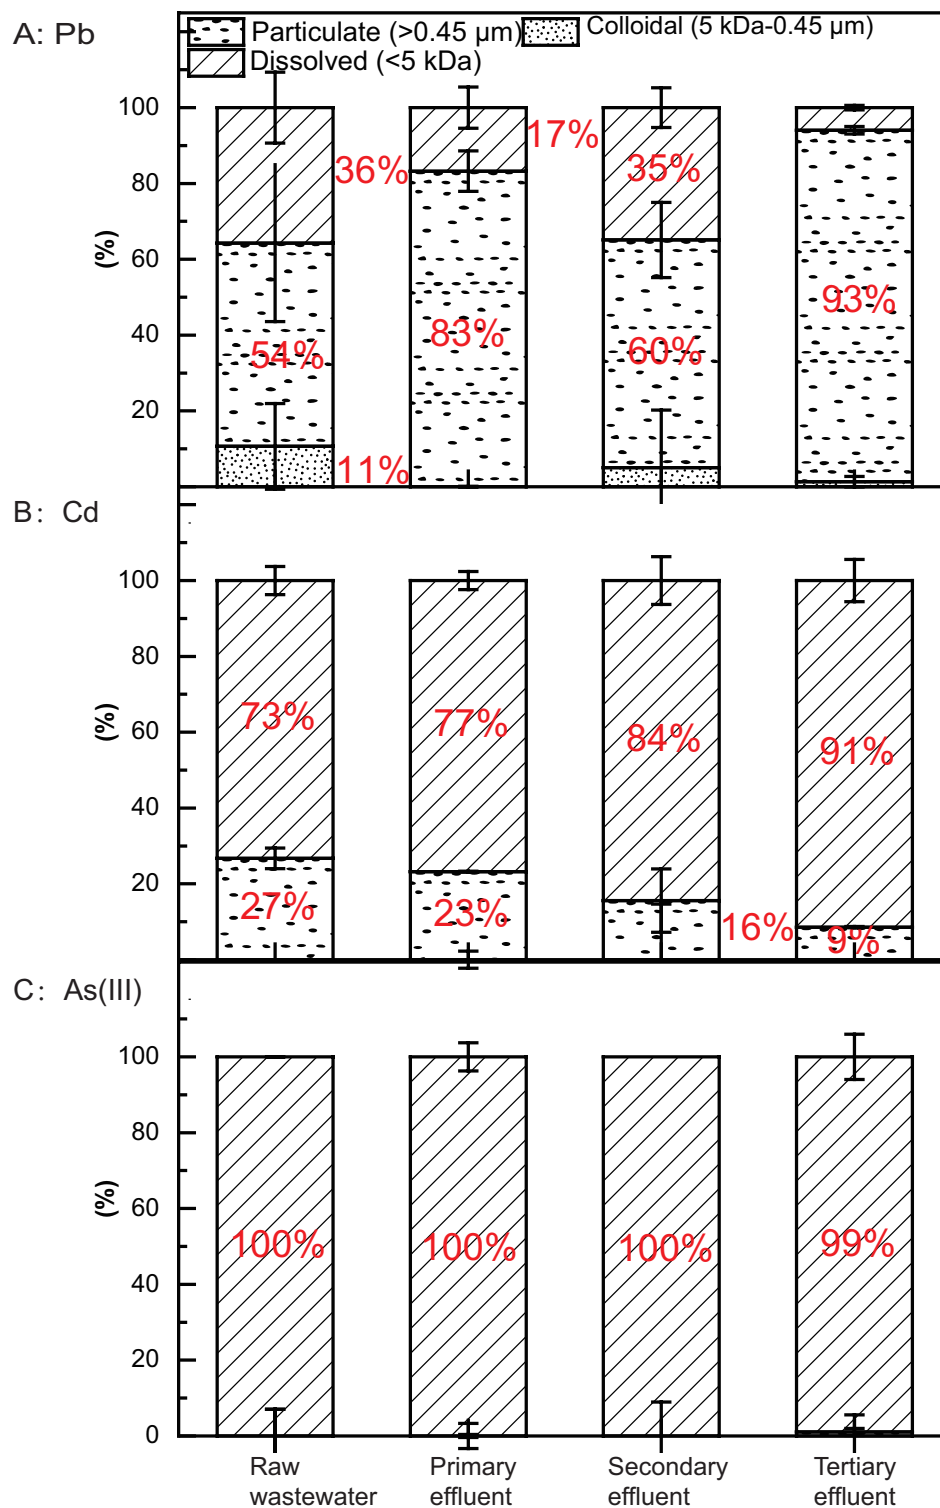 A: Pb
Particulate (>0.45 µm)
Colloidal (5 kDa-0.45 µm)
Dissolved (<5 kDa)
100
80
60
40
20
(%)
36%
54%
11%
17%
83%
35%
60%
93%
B: Cd
100
80
60
40
20
(%)
73%
27%
77%
23%
84%
16%
91%
9%
C: As(III)
100
80
60
40
20
0
(%)
100%
100%
100%
99%
Raw
wastewater
Primary
effluent
Secondary
effluent
Tertiary
effluent